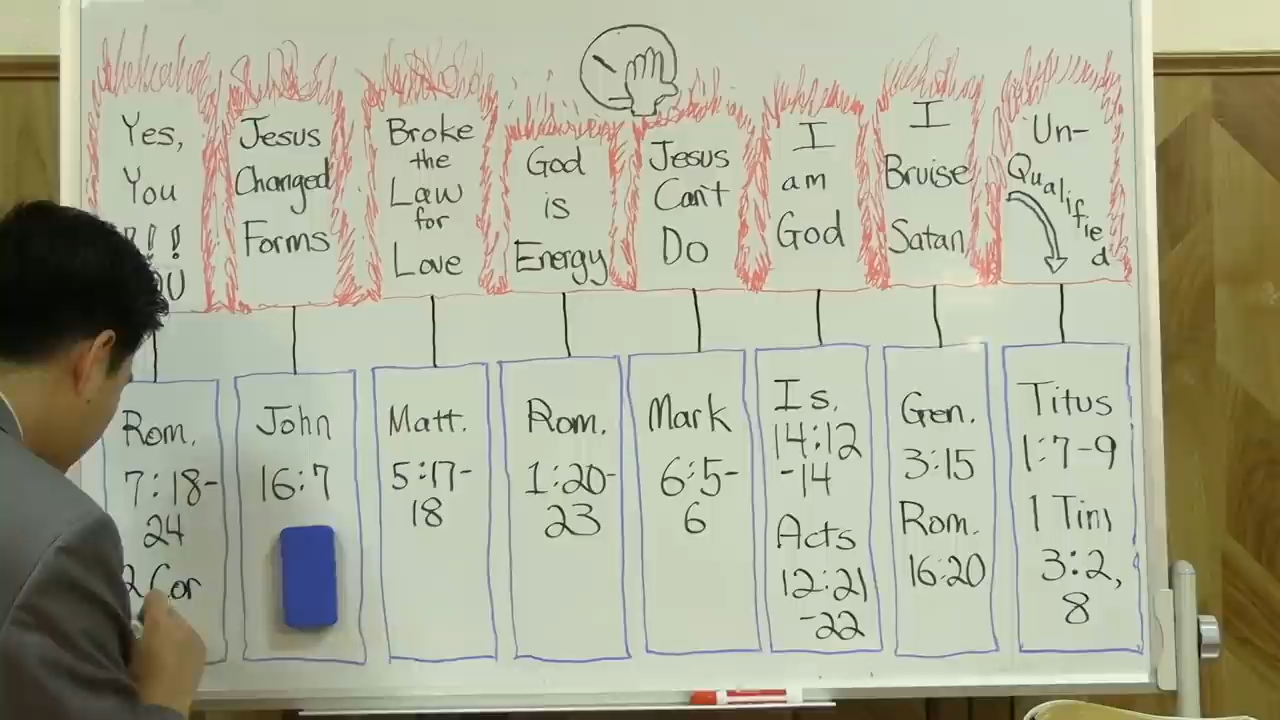 Yes,
You
!!!
Jesus
Changed
Forms
Broke
the
Law
for
Love
God
is
Energy
Jesus
Can't
Do
I
am
God
I
Bruise
Satan
Un-
Qualified
Rom.
7:18-
24
2 Cor
John
16:7
Matt.
5:17-
18
Rom.
1:20-
23
Mark
6:5-
6
Is.
14:12
-14
Acts
12:21
-22
Gen.
3:15
Rom.
16:20
Titus
1:7-9
1 Tim
3:2,
8